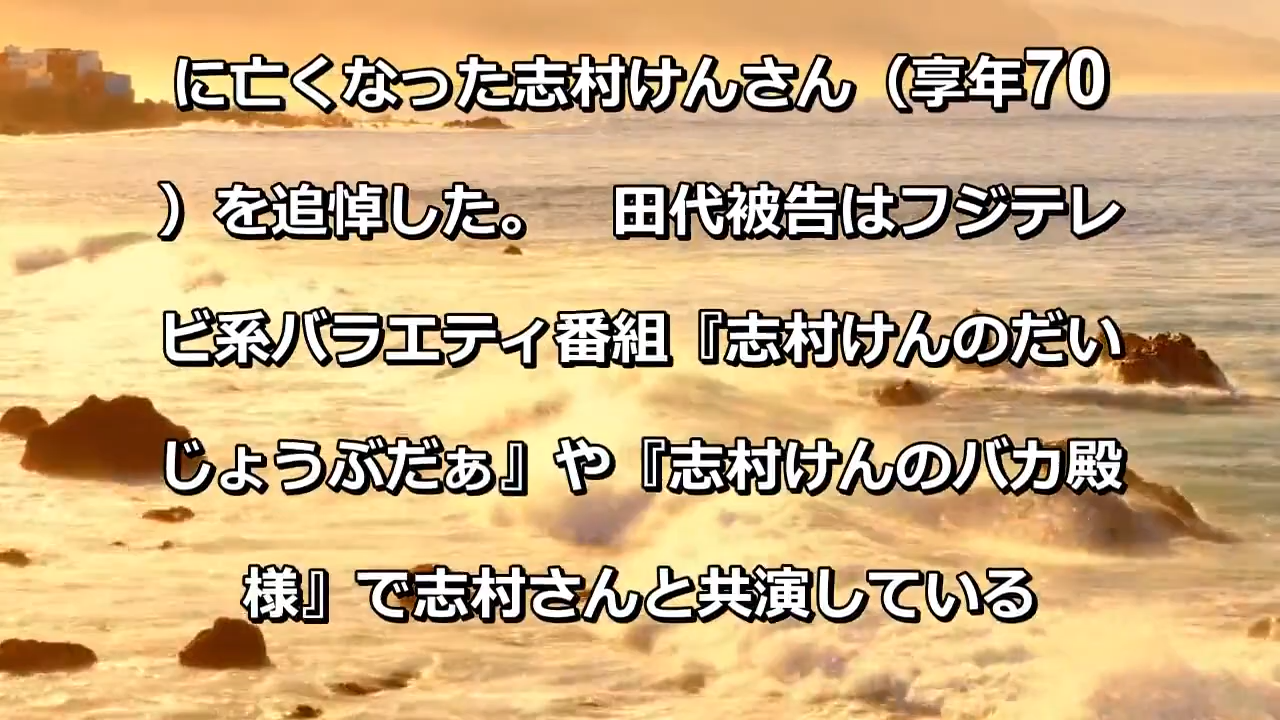 に亡くなった志村けんさん（享年70
）を追悼した。　田代被告はフジテレ
ビ系バラエティ番組『志村けんのだい
じょうぶだぁ』や『志村けんのバカ殿
様』で志村さんと共演している